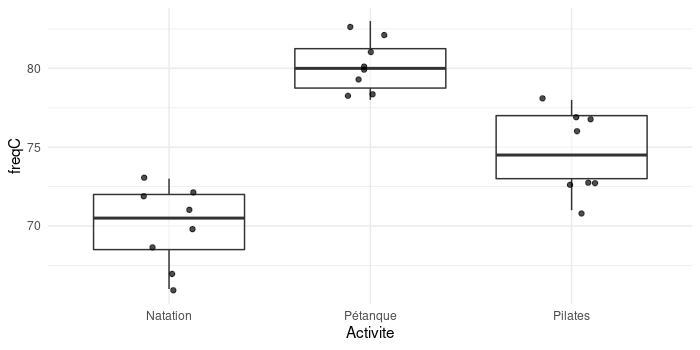 freqC
80
75
70
Natation
Pétanque
Pilates
Activite